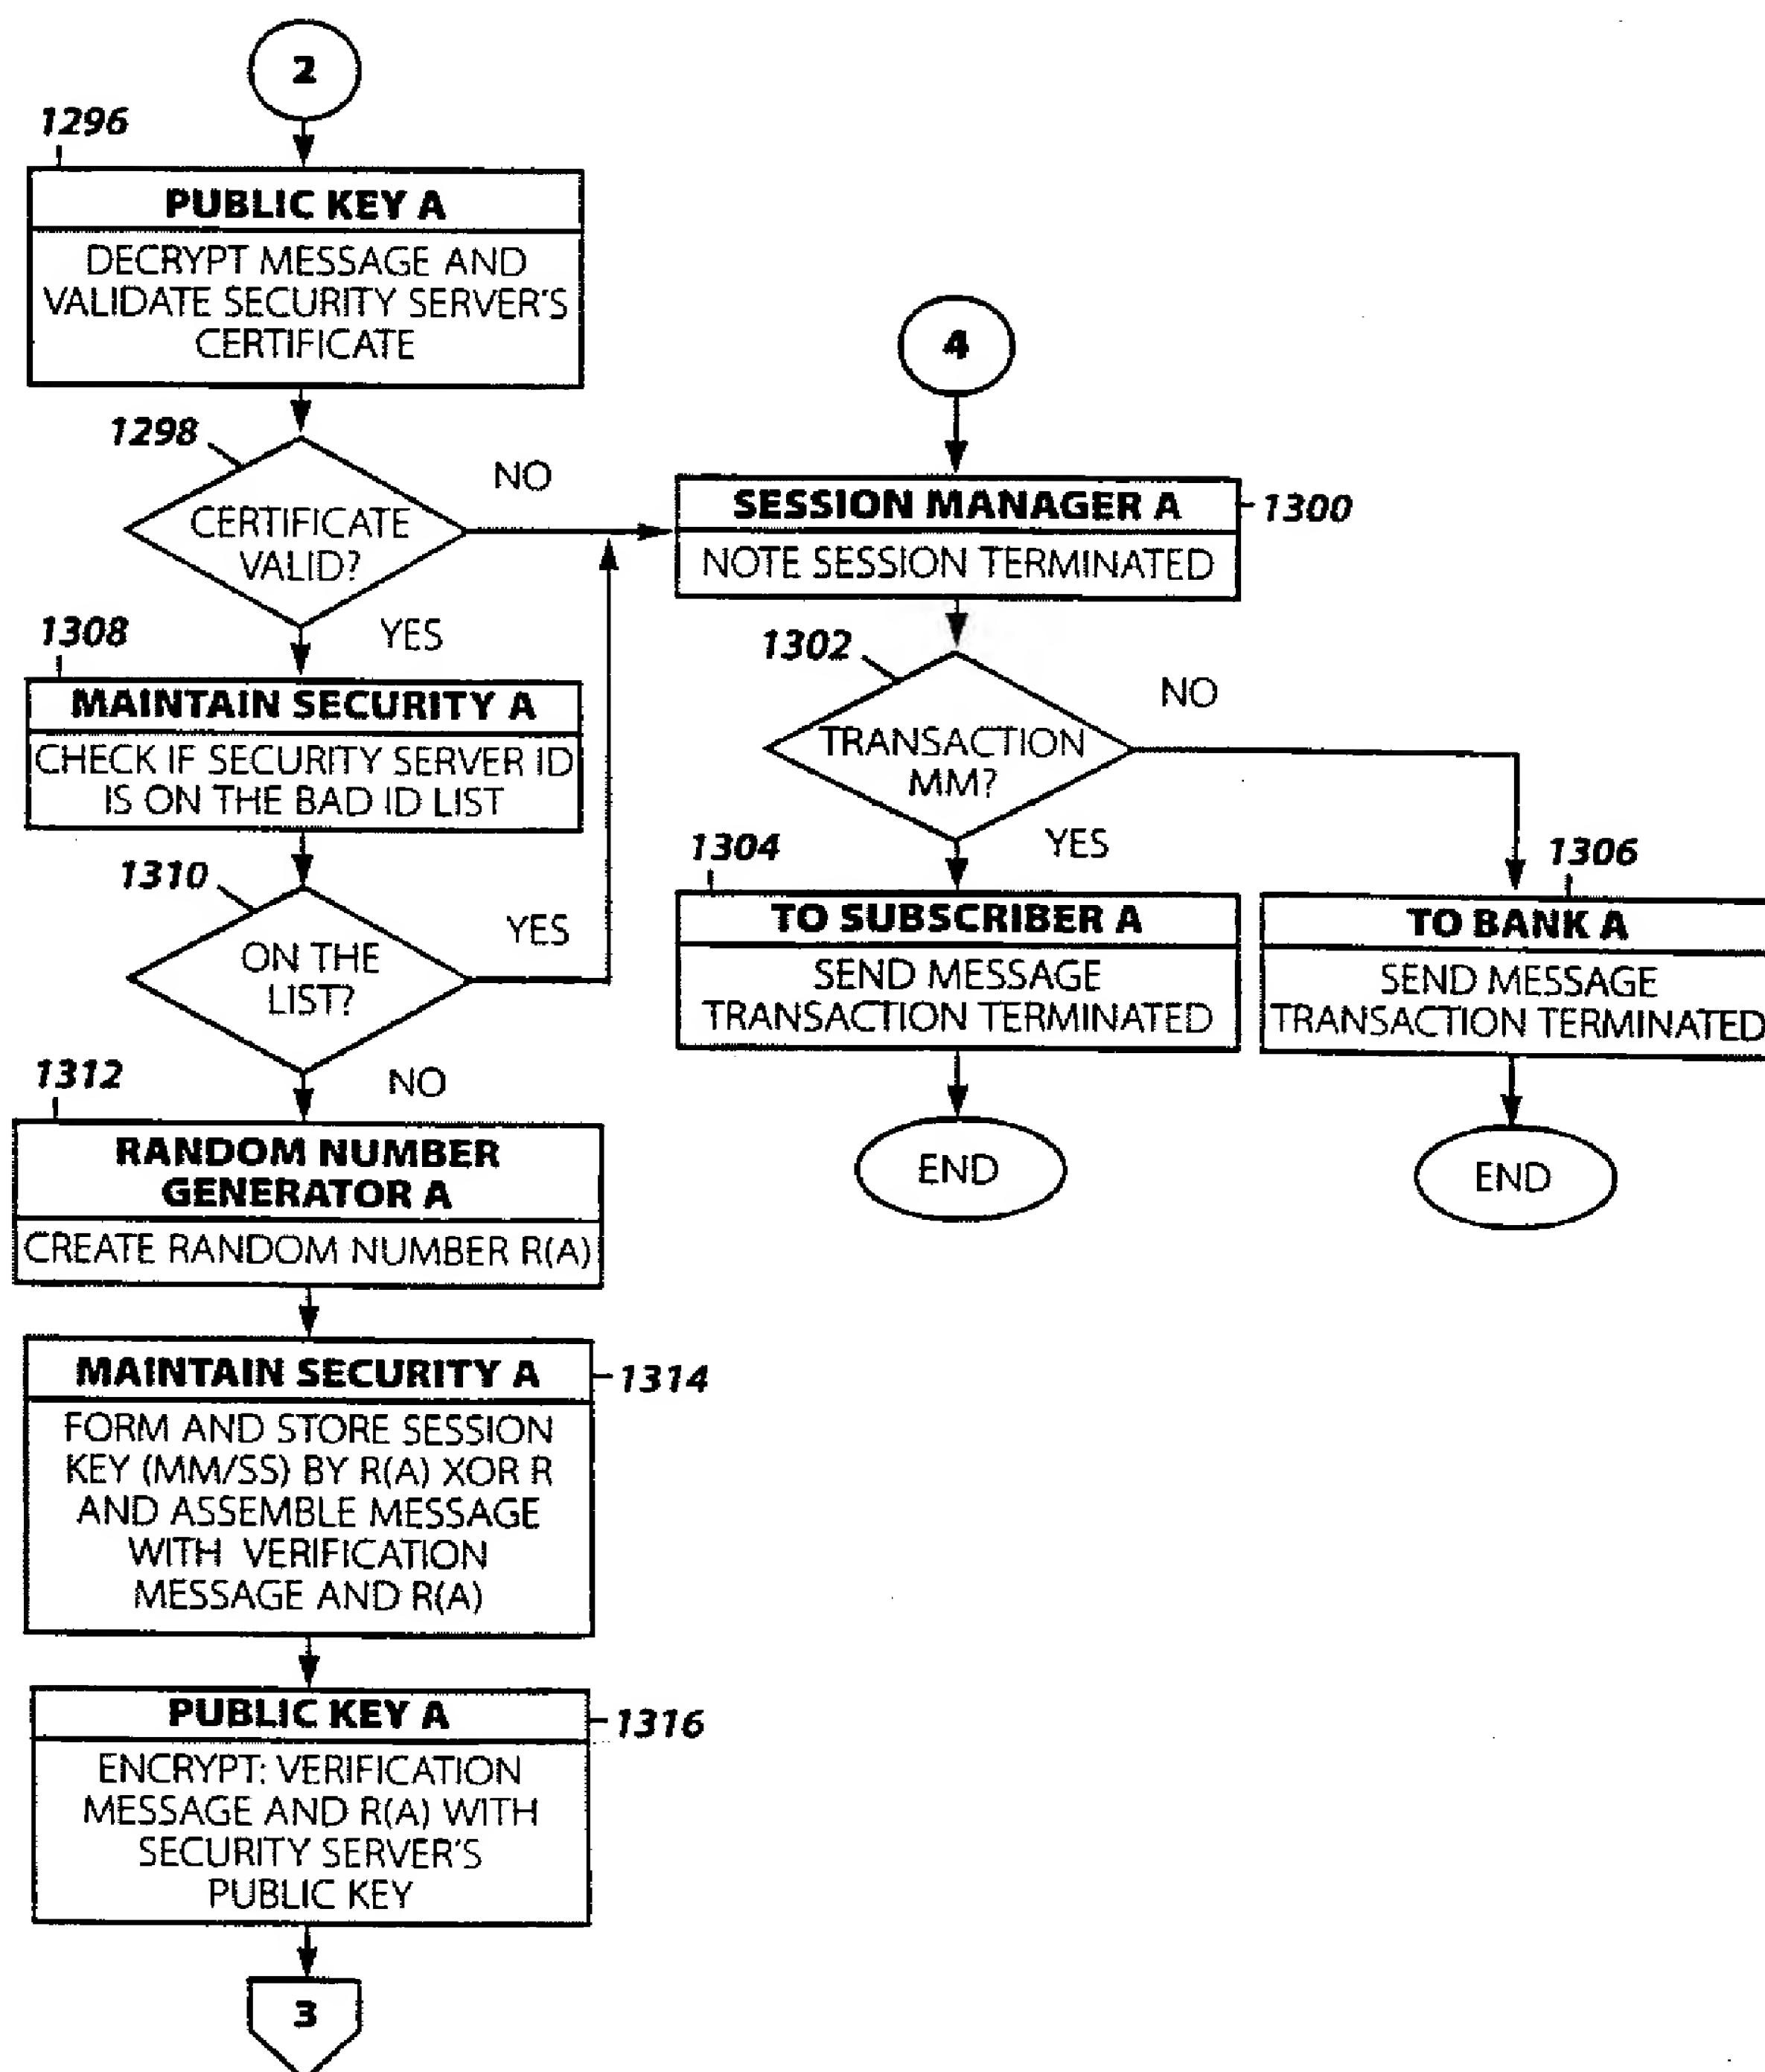 2
1296
PUBLIC KEY A
DECRYPT MESSAGE AND
VALIDATE SECURITY SERVER'S
CERTIFICATE
1298
CERTIFICATE
VALID?
NO
YES
1308
MAINTAIN SECURITY A
CHECK IF SECURITY SERVER ID
IS ON THE BAD ID LIST
1310
ON THE
LIST?
YES
NO
1312
RANDOM NUMBER
GENERATOR A
CREATE RANDOM NUMBER R(A)
MAINTAIN SECURITY A
1314
FORM AND STORE SESSION
KEY (MM/SS) BY R(A) XOR R
AND ASSEMBLE MESSAGE
WITH VERIFICATION
MESSAGE AND R(A)
PUBLIC KEY A
1316
ENCRYPT: VERIFICATION
MESSAGE AND R(A) WITH
SECURITY SERVER'S
PUBLIC KEY
3
4
SESSION MANAGER A
1300
NOTE SESSION TERMINATED
1302
TRANSACTION
MM?
NO
YES
1304
TO SUBSCRIBER A
SEND MESSAGE
TRANSACTION TERMINATED
END
1306
TO BANK A
SEND MESSAGE
TRANSACTION TERMINATED
END